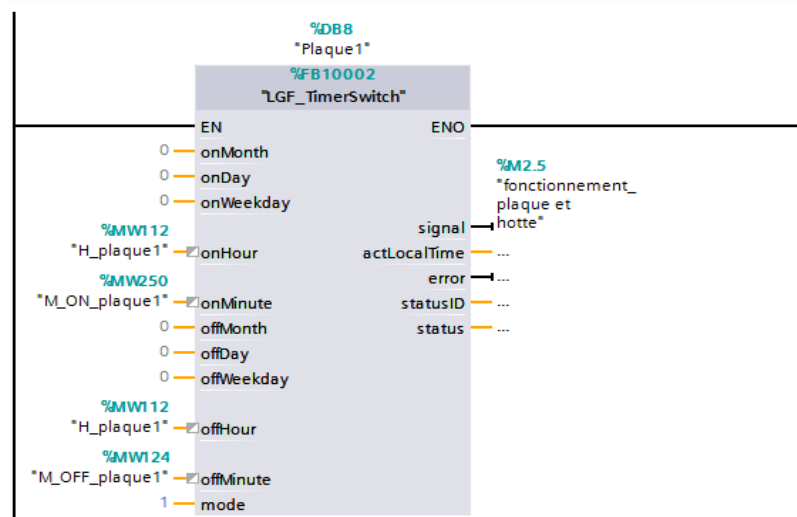 %DB8
"Plaque1"
%FB10002
"LGF_TimerSwitch"
EN ENO
0 onMonth
0 onDay
0 onWeekday
%M2.5
"fonctionnement_
plaque et
hotte"
signal
%MW112
"H_plaque1" onHour
actLocalTime ...
error ...
%MW250
"M_ON_plaque1" onMinute
statusID ...
0 offMonth
status ...
0 offDay
0 offWeekday
%MW112
"H_plaque1" offHour
%MW124
"M_OFF_plaque1" offMinute
1 mode